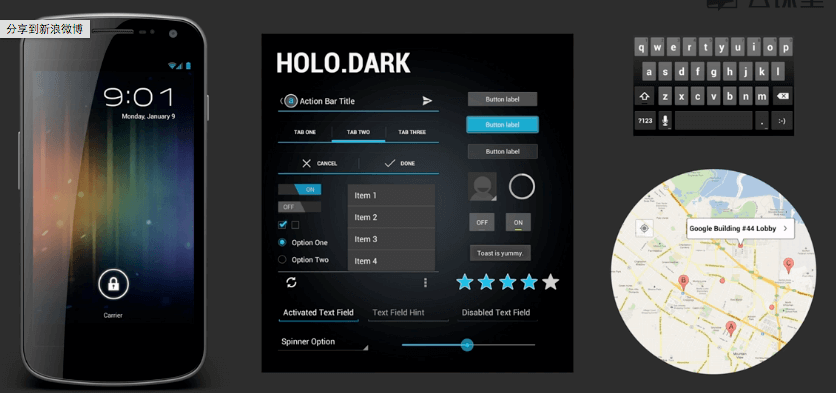 分享到新浪微博
9:01
Monday, January 9
Carrier
HOLO.DARK
Action Bar Title
TAB ONE TAB TWO TAB THREE
CANCEL DONE
ON
OFF
Option One
Option Two
Item 1
Item 2
Item 3
Item 4
Button label
Button label
Button label
OFF ON
Toast is yummy.
Activated Text Field Text Field Hint Disabled Text Field
Spinner Option
q w e r t y u i o p
a s d f g h j k l
z x c v b n m
?123 . :-)
Google Building #44 Lobby
C
B
A